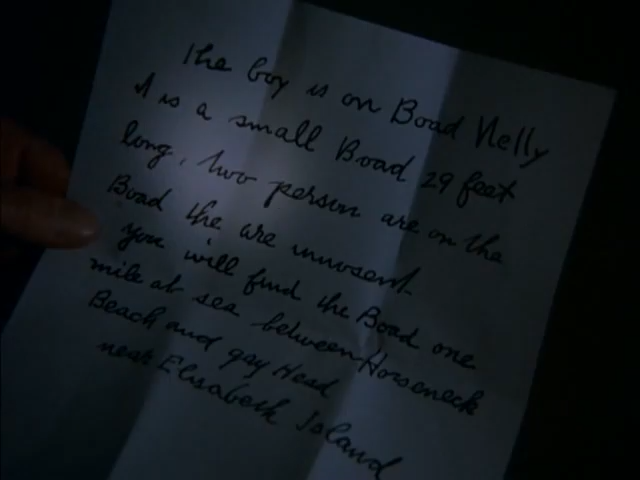 The boy is on Boad Nelly
it is a small Boad 29 feet
long, two person are on the
Boad the are innosent.
you will find the Boad one
mile at sea between Horseneck
Beach and gay Head
near Elisabeth Island